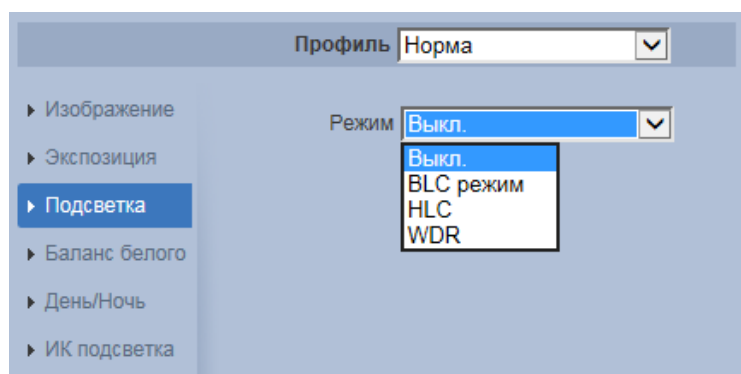 Профиль Норма
Изображение
Режим Выкл.
Экспозиция
Выкл.
BLC режим
Подсветка
HLC
WDR
Баланс белого
День/Ночь
ИК подсветка